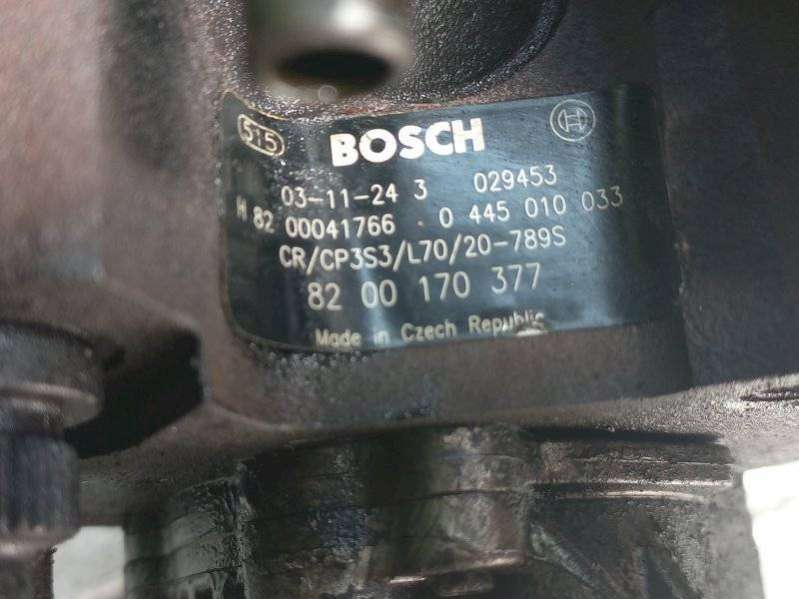 515 BOSCH
03-11-24 3 029453
H 82 00041766 0 445 010 033
CR/CP3S3/L70/20-789S
82 00 170 377
Made in Czech Republic